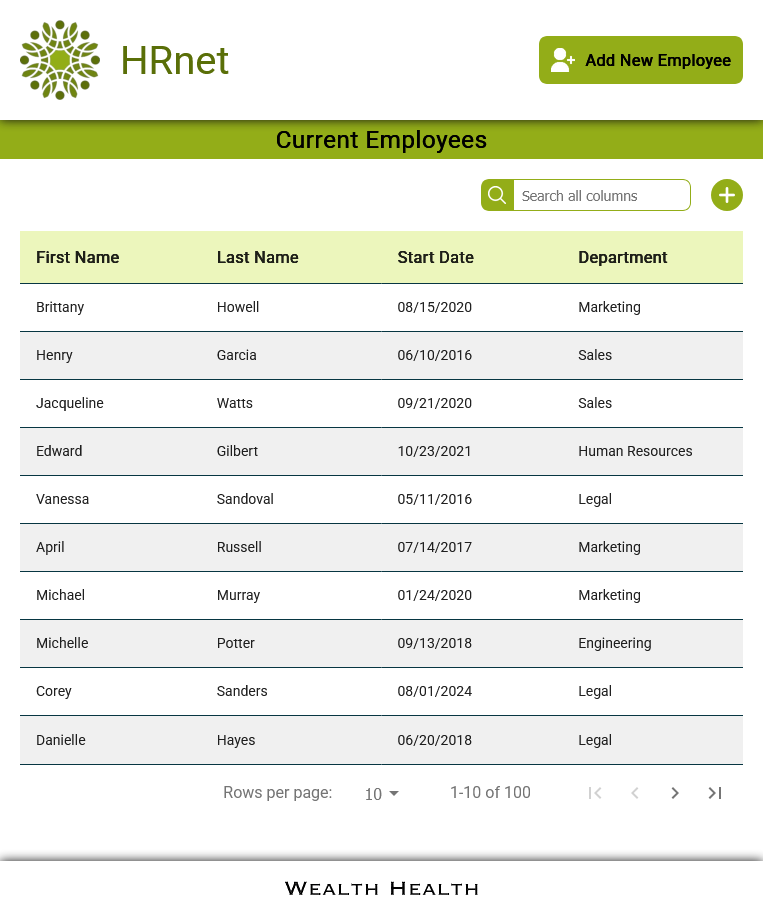 HRnet
Add New Employee
Current Employees
Search all columns
First Name Last Name Start Date Department
Brittany Howell 08/15/2020 Marketing
Henry Garcia 06/10/2016 Sales
Jacqueline Watts 09/21/2020 Sales
Edward Gilbert 10/23/2021 Human Resources
Vanessa Sandoval 05/11/2016 Legal
April Russell 07/14/2017 Marketing
Michael Murray 01/24/2020 Marketing
Michelle Potter 09/13/2018 Engineering
Corey Sanders 08/01/2024 Legal
Danielle Hayes 06/20/2018 Legal
Rows per page: 10 1-10 of 100
Wealth Health